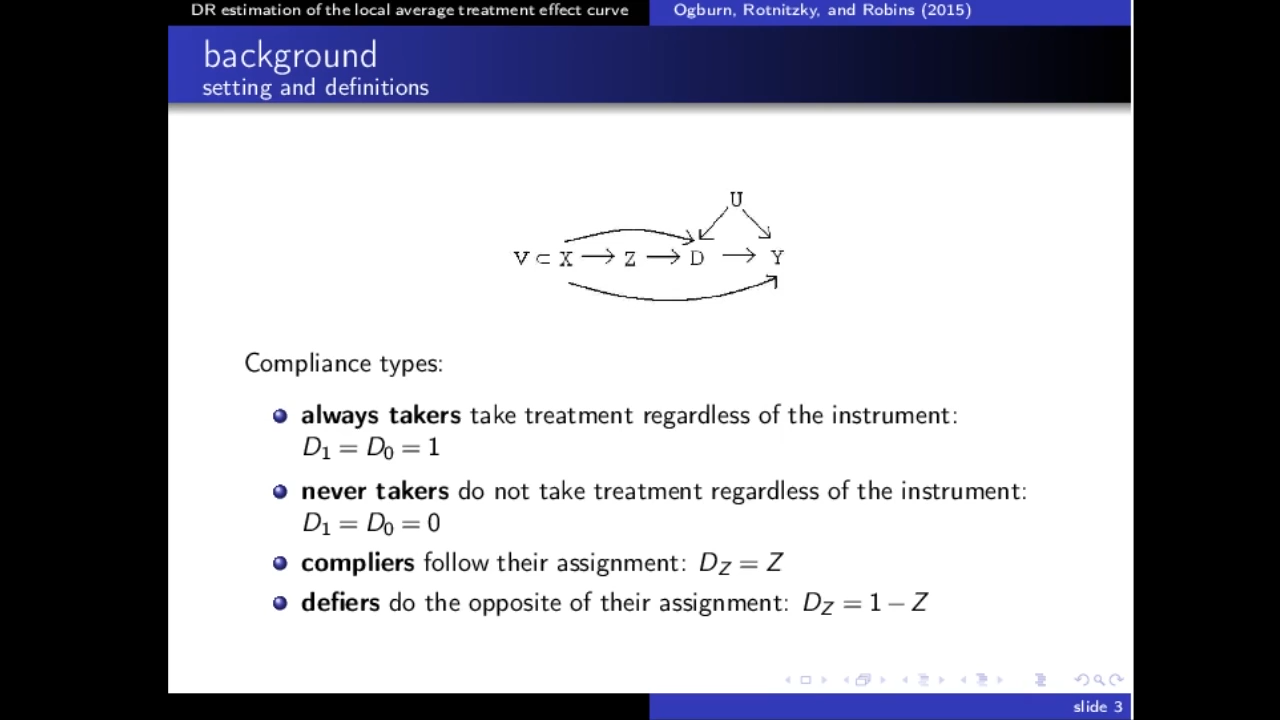 DR estimation of the local average treatment effect curve
Ogburn, Rotnitzky, and Robins (2015)
background
setting and definitions
U
V ⊂ X → Z → D → Y
Compliance types:
always takers take treatment regardless of the instrument:
D₁ = D₀ = 1
never takers do not take treatment regardless of the instrument:
D₁ = D₀ = 0
compliers follow their assignment: D_Z = Z
defiers do the opposite of their assignment: D_Z = 1 − Z
slide 3